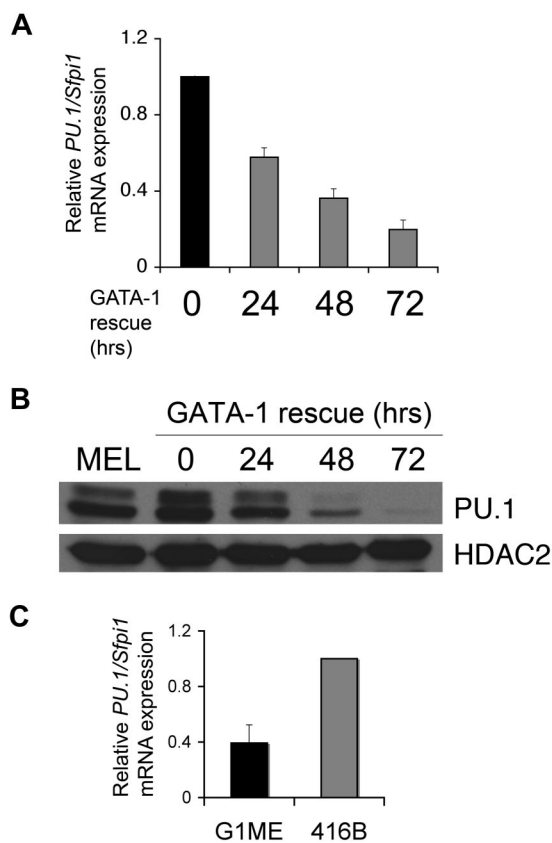 A
Relative PU.1/Sfpi1
mRNA expression
1.2
0.8
0.4
0
GATA-1
rescue
(hrs)
0 24 48 72
B
GATA-1 rescue (hrs)
MEL 0 24 48 72
PU.1
HDAC2
C
Relative PU.1/Sfpi1
mRNA expression
1.2
0.8
0.4
0
G1ME 416B